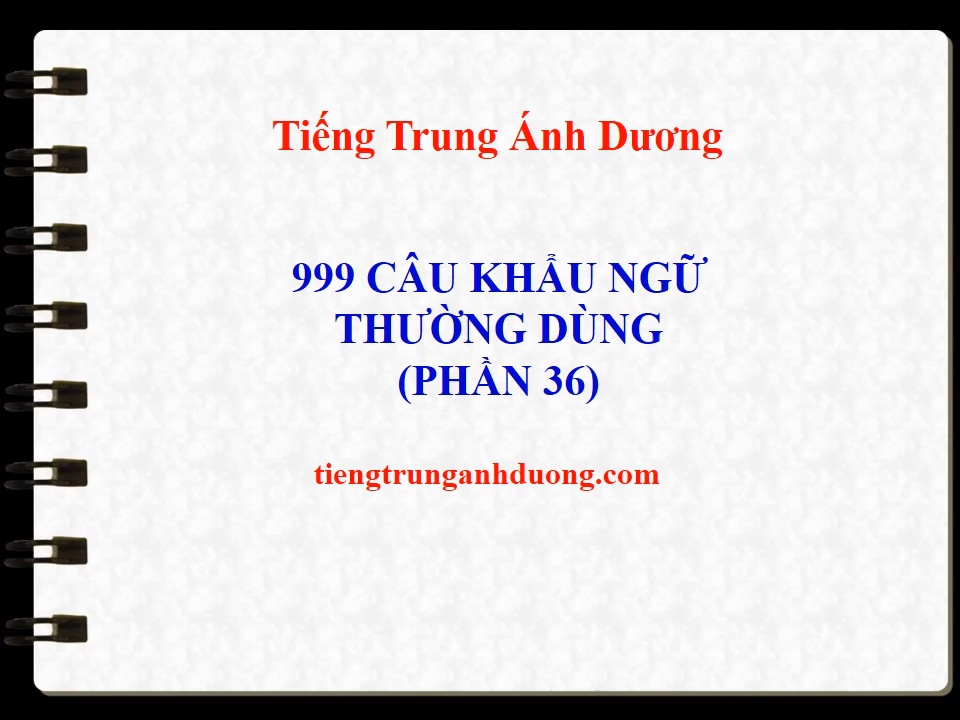 Tiếng Trung Ánh Dương
999 CÂU KHẨU NGỮ
THƯỜNG DÙNG
(PHẦN 36)
tiengtrunganhduong.com